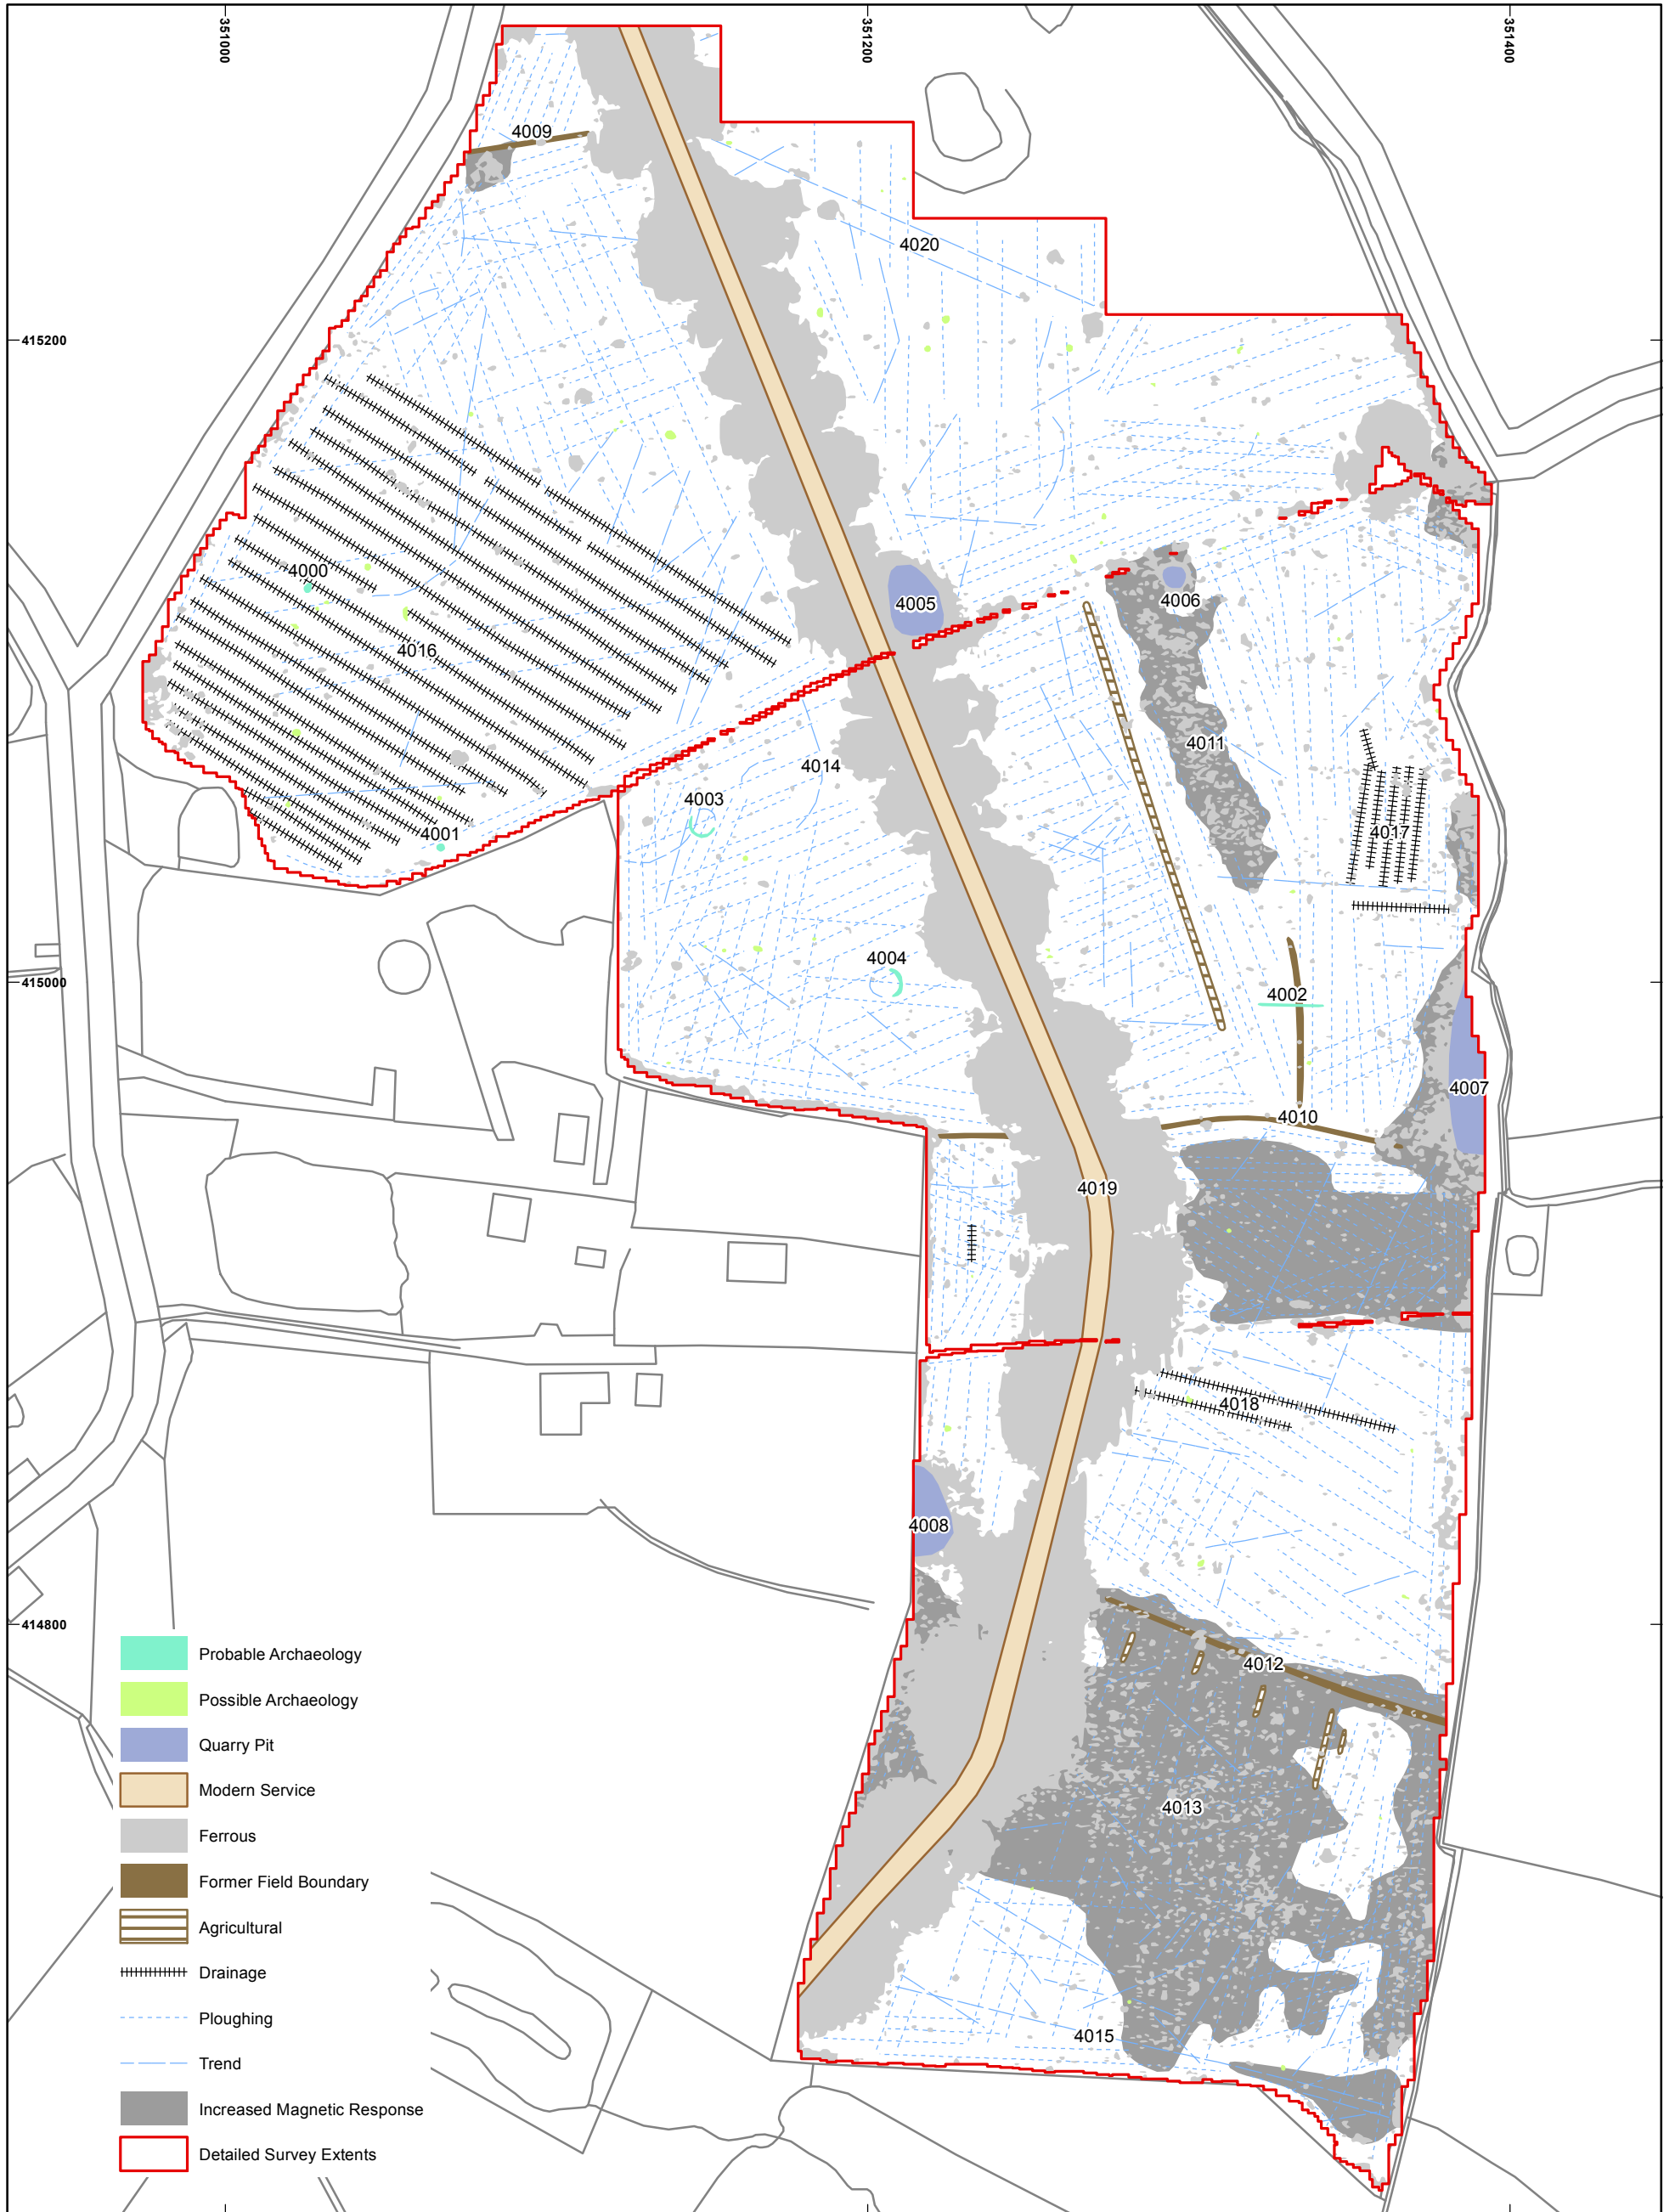 351000
351200
351400
4009
4020
415200
4000
4005
4006
4016
4011
4014
4003
4017
4001
4004
415000
4002
4007
4010
4019
4018
4008
414800
4012
4013
4015
Probable Archaeology
Possible Archaeology
Quarry Pit
Modern Service
Ferrous
Former Field Boundary
Agricultural
Drainage
Ploughing
Trend
Increased Magnetic Response
Detailed Survey Extents